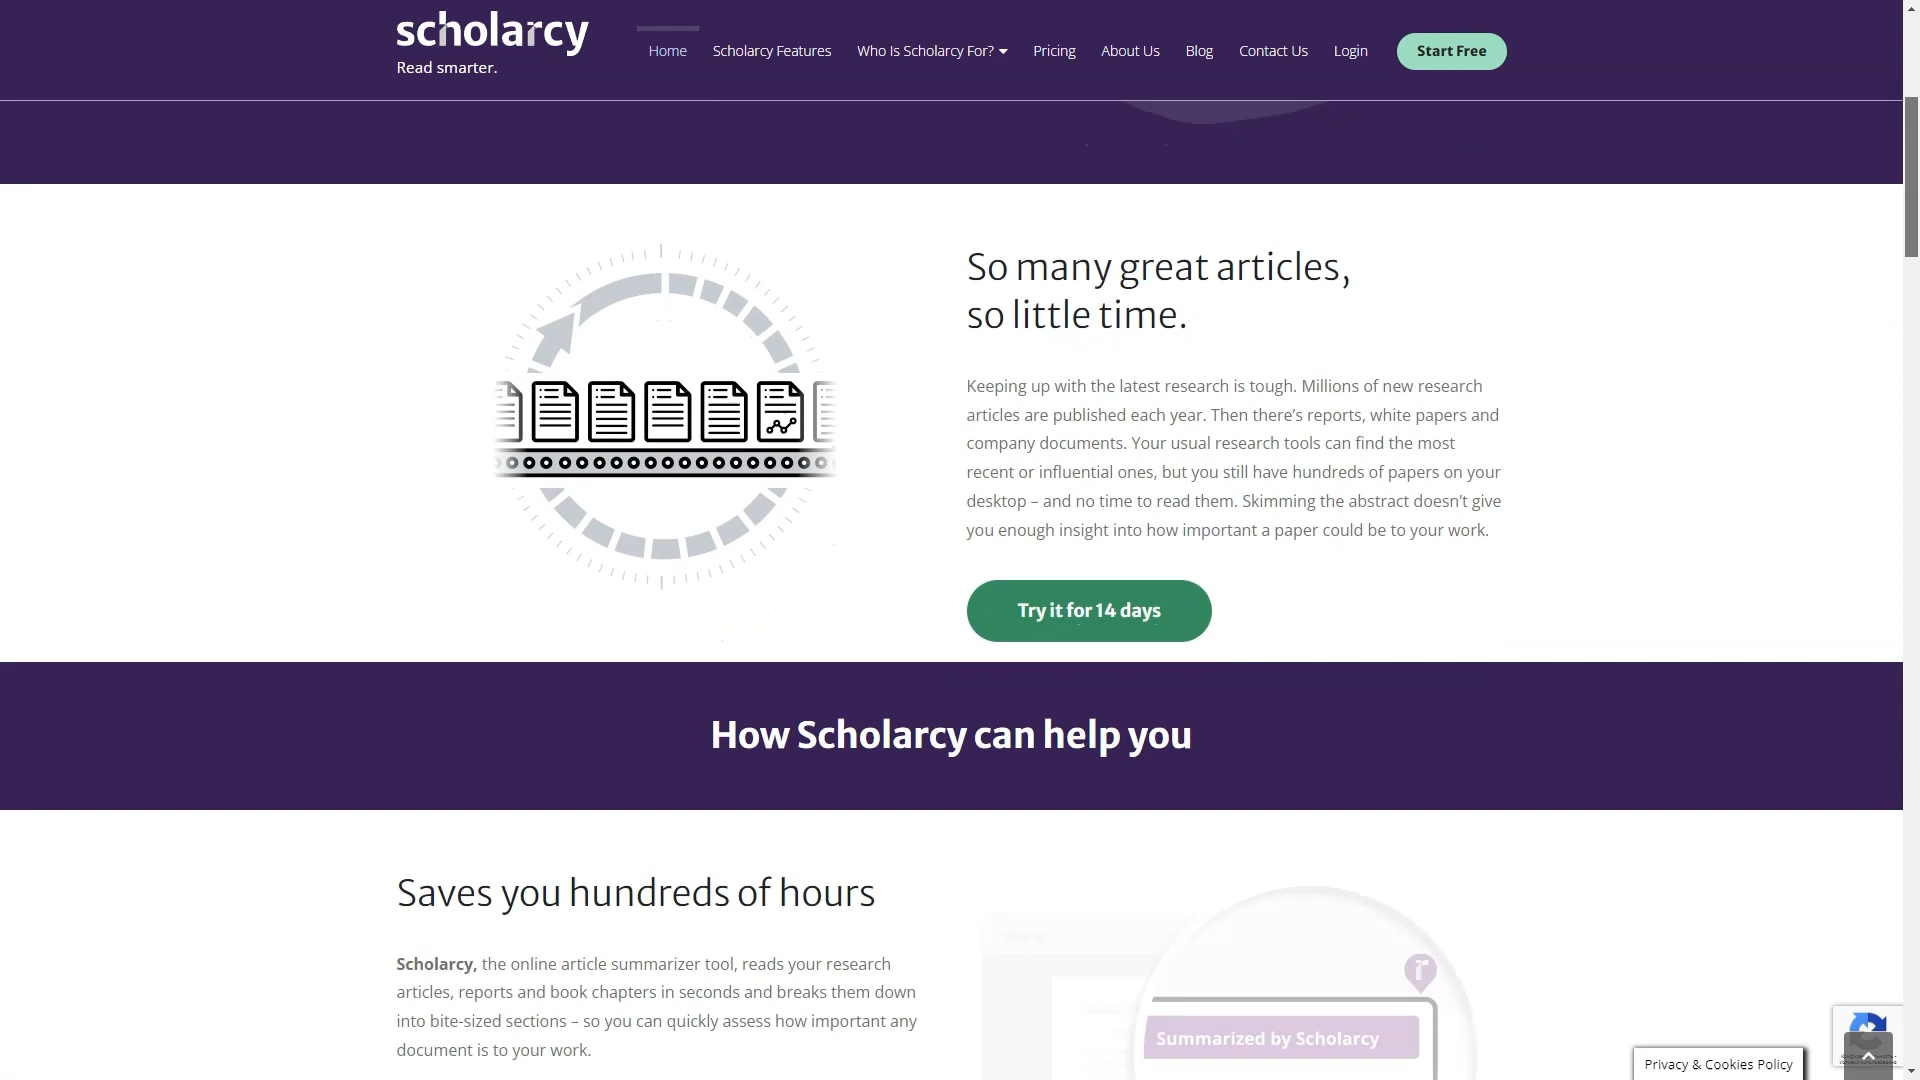 scholarcy
Read smarter.
Home
Scholarcy Features
Who Is Scholarcy For?
Pricing
About Us
Blog
Contact Us
Login
Start Free
So many great articles,
so little time.
Keeping up with the latest research is tough. Millions of new research
articles are published each year. Then there’s reports, white papers and
company documents. Your usual research tools can find the most
recent or influential ones, but you still have hundreds of papers on your
desktop – and no time to read them. Skimming the abstract doesn’t give
you enough insight into how important a paper could be to your work.
Try it for 14 days
How Scholarcy can help you
Saves you hundreds of hours
Scholarcy, the online article summarizer tool, reads your research
articles, reports and book chapters in seconds and breaks them down
into bite-sized sections – so you can quickly assess how important any
document is to your work.
Summarized by Scholarcy
Privacy & Cookies Policy